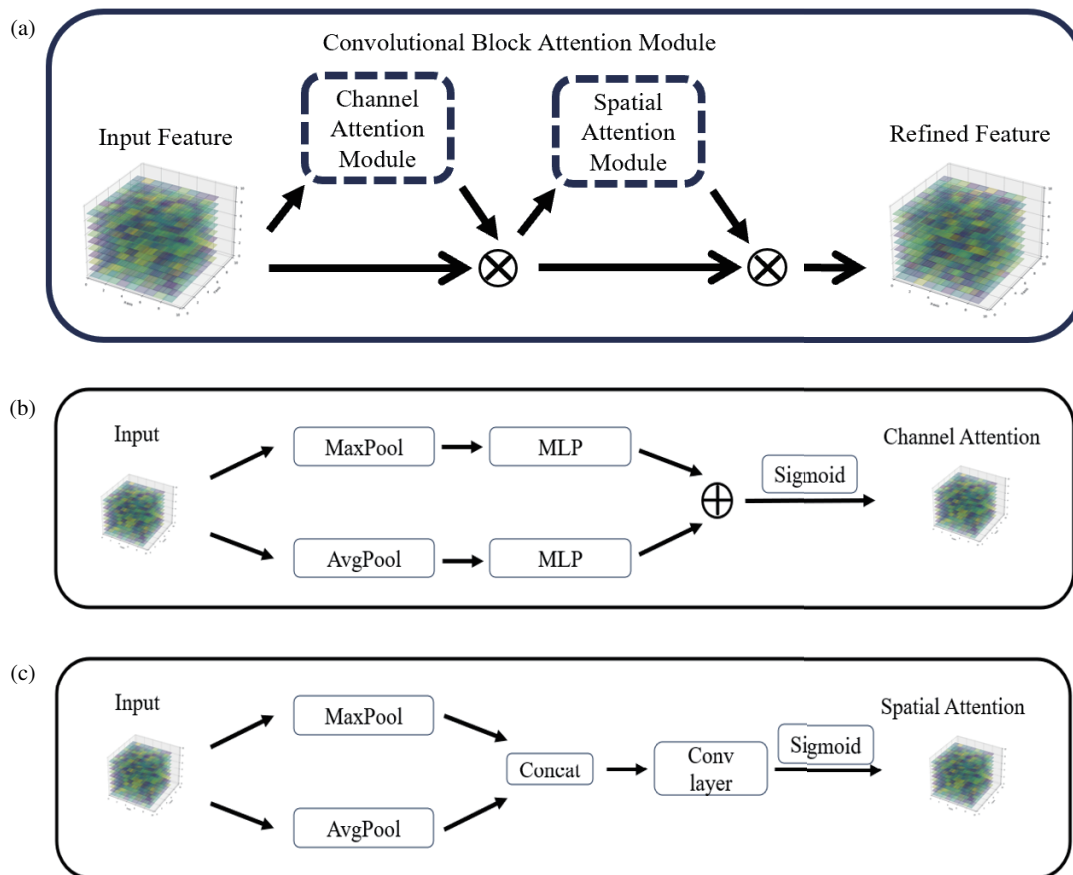 (a)
Convolutional Block Attention Module
Channel
Attention
Module
Spatial
Attention
Module
Input Feature
Refined Feature
(b)
Input
MaxPool
MLP
Channel Attention
Sigmoid
AvgPool
MLP
(c)
Input
MaxPool
Spatial Attention
Sigmoid
Concat
Conv
layer
AvgPool